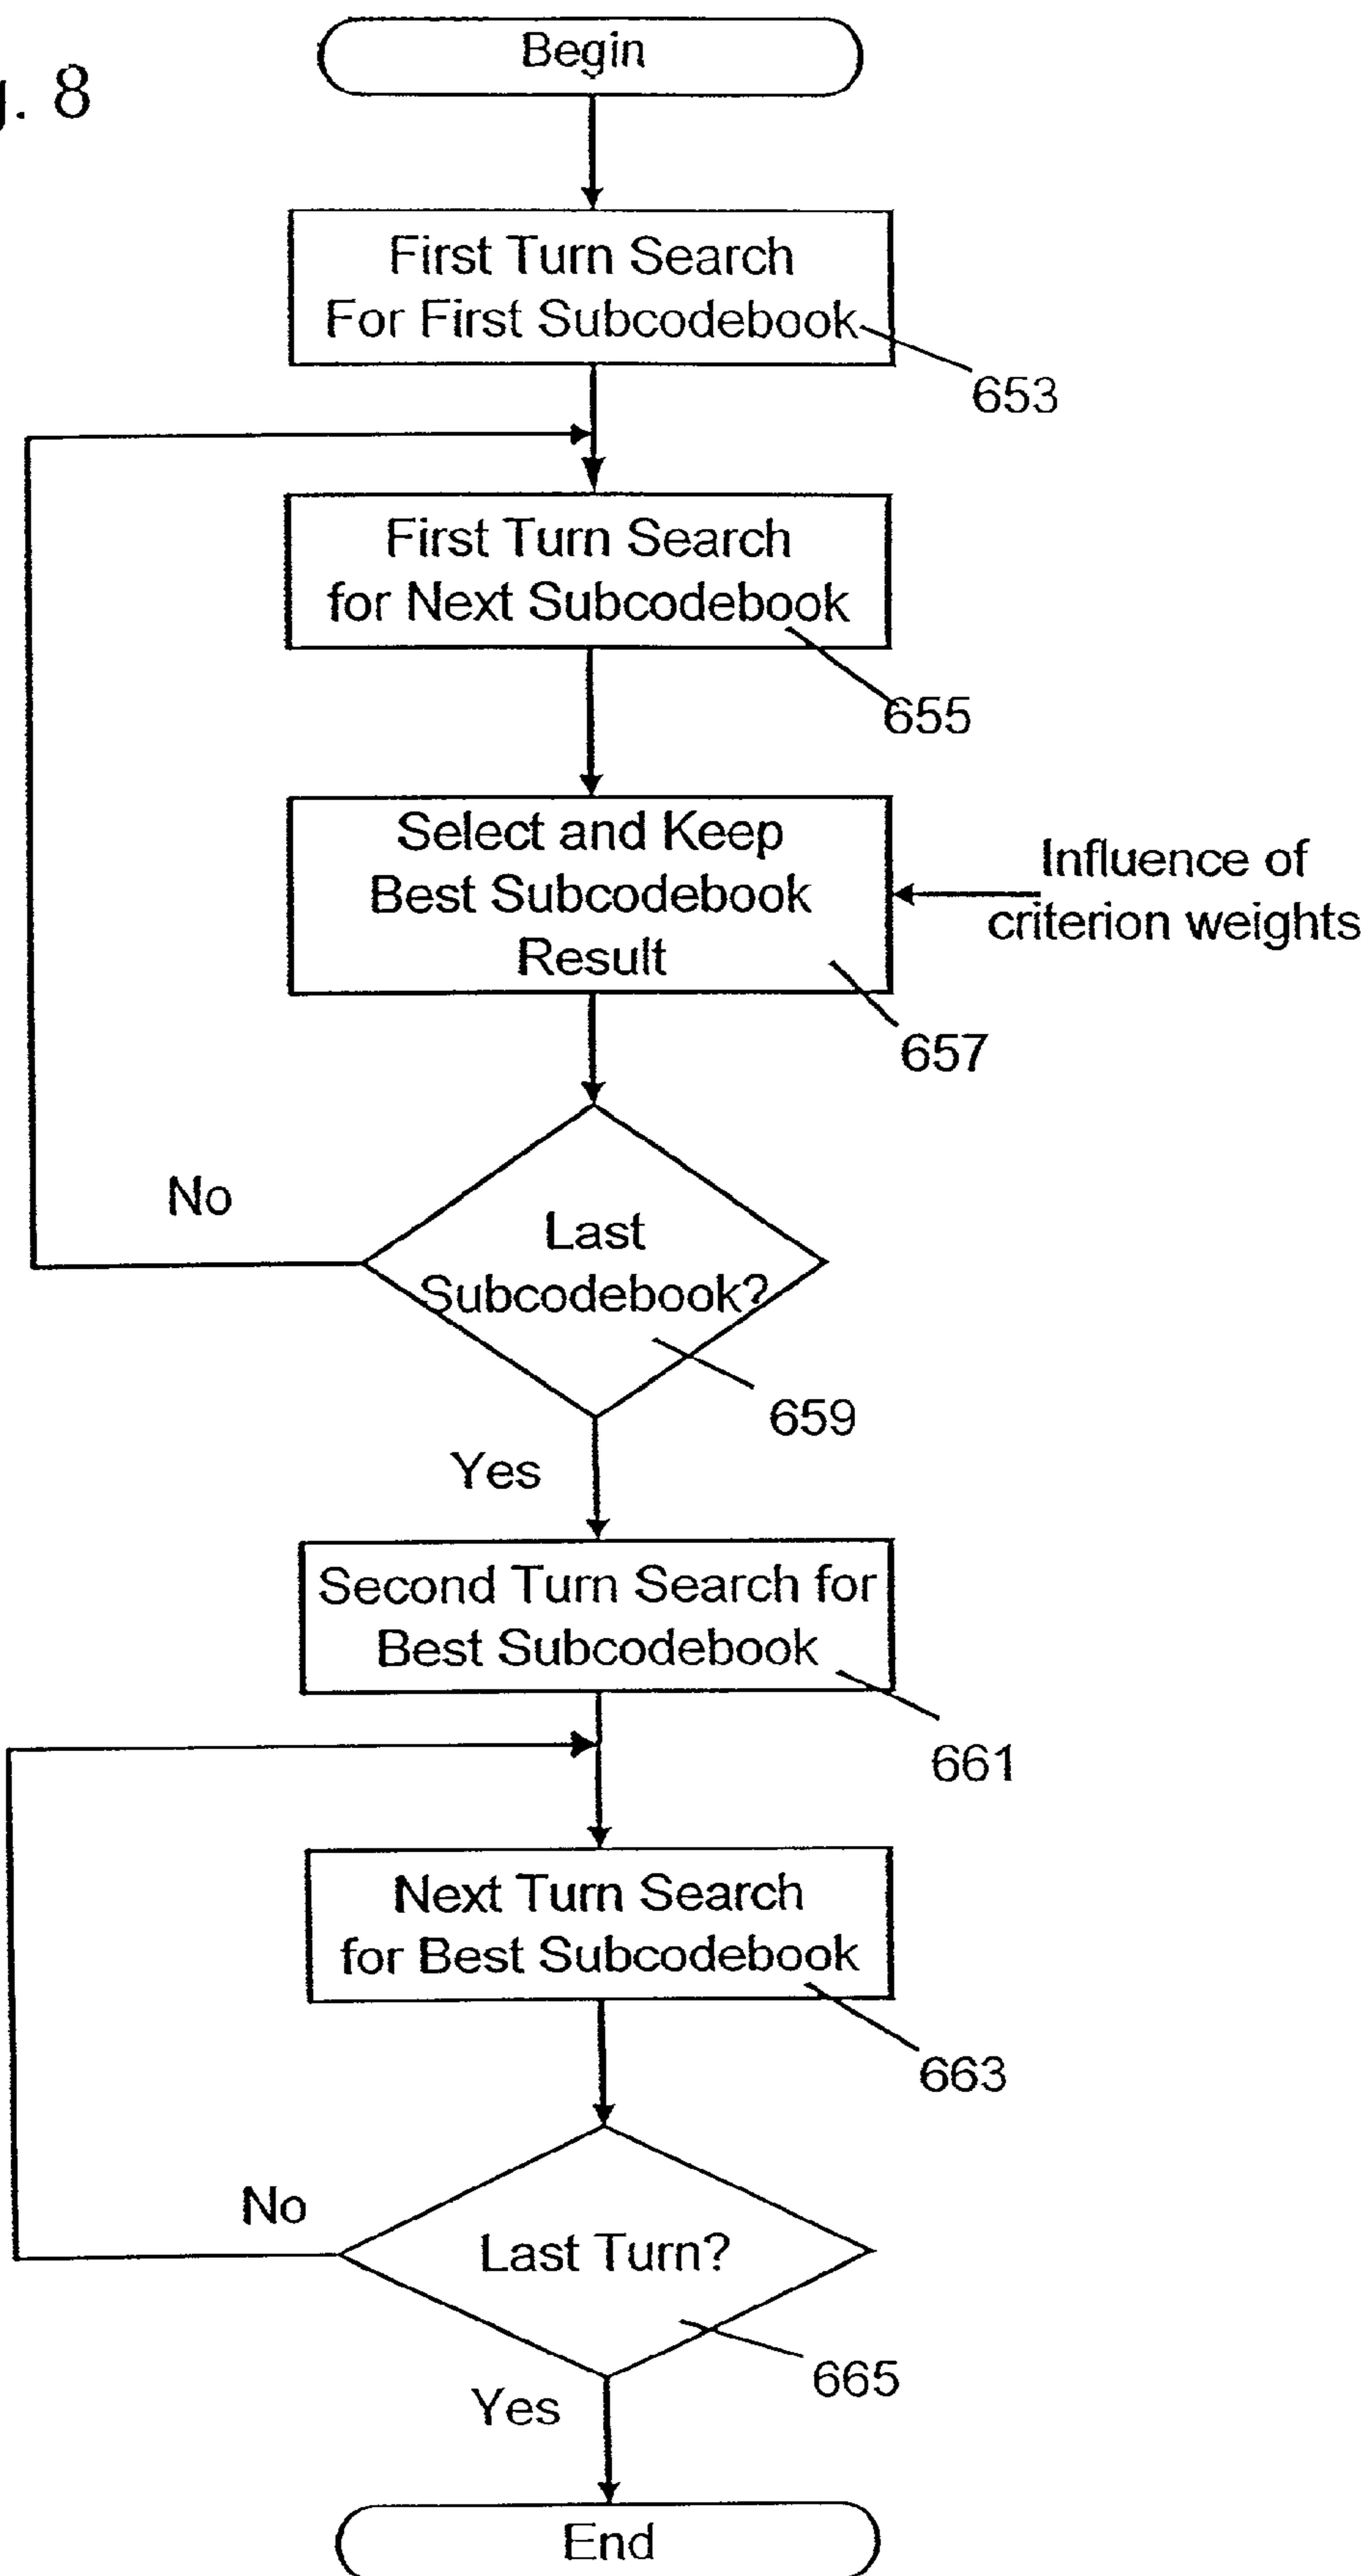 . 8
Begin
First Turn Search
For First Subcodebook
653
First Turn Search
for Next Subcodebook
655
Select and Keep
Best Subcodebook
Result
Influence of
criterion weights
657
No
Last
Subcodebook?
659
Yes
Second Turn Search for
Best Subcodebook
661
Next Turn Search
for Best Subcodebook
663
No
Last Turn?
665
Yes
End